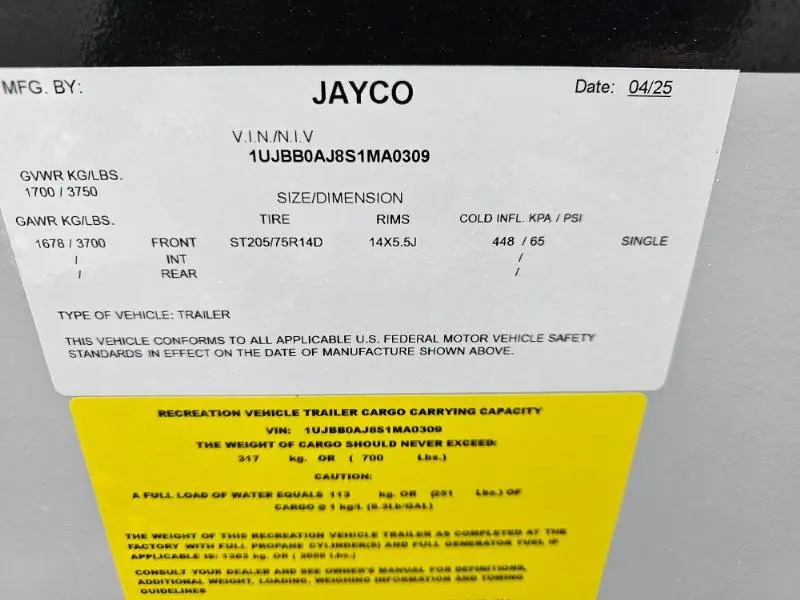 MFG. BY: JAYCO Date: 04/25
V.I.N./N.I.V
1UJBB0AJ8S1MA0309
GVWR KG/LBS.
1700 / 3750
SIZE/DIMENSION
GAWR KG/LBS. TIRE RIMS COLD INFL. KPA / PSI
1678 / 3700 FRONT ST205/75R14D 14X5.5J 448 / 65 SINGLE
/ INT /
/ REAR /
TYPE OF VEHICLE: TRAILER
THIS VEHICLE CONFORMS TO ALL APPLICABLE U.S. FEDERAL MOTOR VEHICLE SAFETY
STANDARDS IN EFFECT ON THE DATE OF MANUFACTURE SHOWN ABOVE.
RECREATION VEHICLE TRAILER CARGO CARRYING CAPACITY
VIN: 1UJBB0AJ8S1MA0309
THE WEIGHT OF CARGO SHOULD NEVER EXCEED:
317 kg. OR ( 700 Lbs.)
CAUTION:
A FULL LOAD OF WATER EQUALS 113 kg. OR (251 Lbs.) OF
CARGO @ 1 kg/L (8.3Lb/GAL)
THE WEIGHT OF THIS RECREATION VEHICLE TRAILER AS COMPLETED AT THE
FACTORY WITH FULL PROPANE CYLINDER(S) AND FULL GENERATOR FUEL IF
APPLICABLE IS: kg. OR ( Lbs.)
CONSULT YOUR DEALER AND SEE OWNER'S MANUAL FOR DEFINITIONS,
ADDITIONAL WEIGHT, LOADING, WEIGHING INFORMATION AND TOWING
GUIDELINES